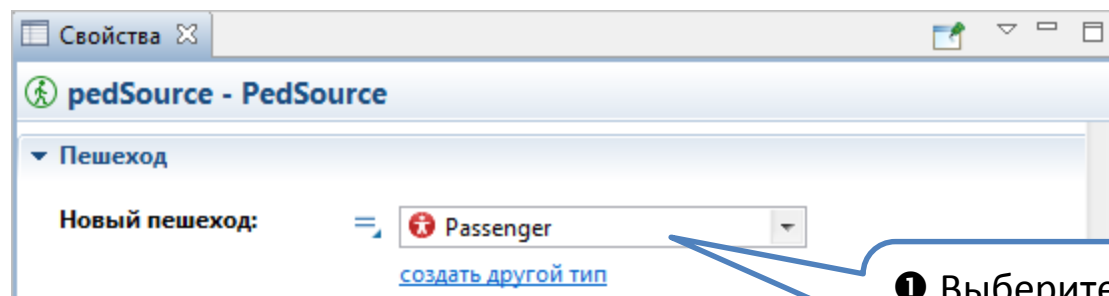 Свойства
pedSource - PedSource
Пешеход
Новый пешеход: Passenger
создать другой тип
❶ Выберите